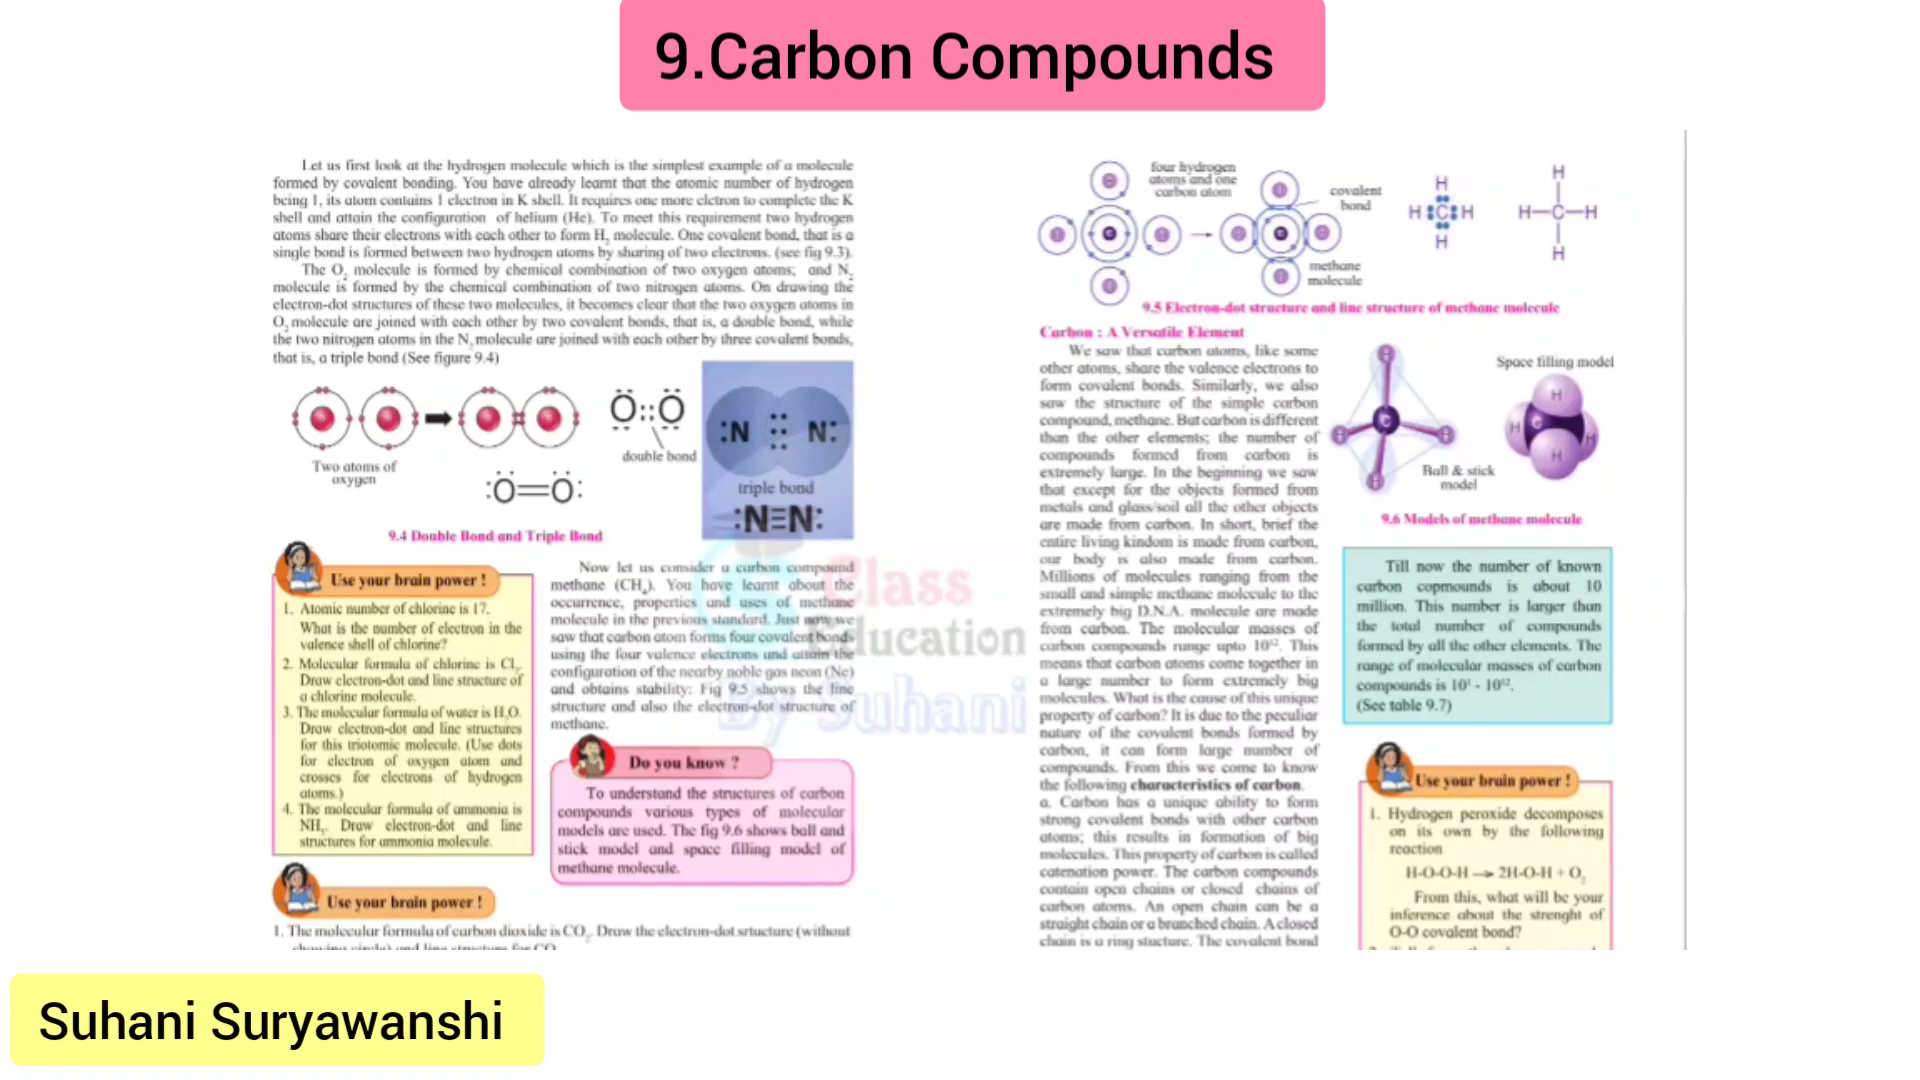 9.Carbon Compounds
Let us first look at the hydrogen molecule which is the simplest example of a molecule
formed by covalent bonding. You have already learnt that the atomic number of hydrogen
being 1, its atom contains 1 electron in K shell. It requires one more elctron to complete the K
shell and attain the configuration of helium (He). To meet this requirement two hydrogen
atoms share their electrons with each other to form H₂ molecule. One covalent bond, that is a
single bond is formed between two hydrogen atoms by sharing of two electrons. (see fig 9.3).
The O₂ molecule is formed by chemical combination of two oxygen atoms; and N₂
molecule is formed by the chemical combination of two nitrogen atoms. On drawing the
electron-dot structures of these two molecules, it becomes clear that the two oxygen atoms in
O₂ molecule are joined with each other by two covalent bonds, that is, a double bond, while
the two nitrogen atoms in the N₂ molecule are joined with each other by three covalent bonds,
that is, a triple bond (See figure 9.4)
Two atoms of
oxygen
O::O
double bond
:O=O:
:N :: N:
triple bond
:N≡N:
9.4 Double Bond and Triple Bond
Use your brain power !
1. Atomic number of chlorine is 17.
What is the number of electron in the
valence shell of chlorine?
2. Molecular formula of chlorine is Cl₂.
Draw electron-dot and line structure of
a chlorine molecule.
3. The molecular formula of water is H₂O.
Draw electron-dot and line structures
for this triotomic molecule. (Use dots
for electron of oxygen atom and
crosses for electrons of hydrogen
atoms.)
4. The molecular formula of ammonia is
NH₃. Draw electron-dot and line
structures for ammonia molecule.
Now let us consider a carbon compound
methane (CH₄). You have learnt about the
occurrence, properties and uses of methane
molecule in the previous standard. Just now we
saw that carbon atom forms four covalent bonds
using the four valence electrons and attain the
configuration of the nearby noble gas neon (Ne)
and obtains stability: Fig 9.5 shows the line
structure and also the electron-dot structure of
methane.
Do you know ?
To understand the structures of carbon
compounds various types of molecular
models are used. The fig 9.6 shows ball and
stick model and space filling model of
methane molecule.
Use your brain power !
1. The molecular formula of carbon dioxide is CO₂. Draw the electron-dot srtucture (without
showing circle) and line structure for CO
four hydrogen
atoms and one
carbon atom
covalent
bond
methane
molecule
H
H:C:H
H
H
H—C—H
H
9.5 Electron-dot structure and line structure of methane molecule
Carbon : A Versatile Element
We saw that carbon atoms, like some
other atoms, share the valence electrons to
form covalent bonds. Similarly, we also
saw the structure of the simple carbon
compound, methane. But carbon is different
than the other elements; the number of
compounds formed from carbon is
extremely large. In the beginning we saw
that except for the objects formed from
metals and glass/soil all the other objects
are made from carbon. In short, brief the
entire living kindom is made from carbon,
our body is also made from carbon.
Millions of molecules ranging from the
small and simple methane molecule to the
extremely big D.N.A. molecule are made
from carbon. The molecular masses of
carbon compounds range upto 10¹². This
means that carbon atoms come together in
a large number to form extremely big
molecules. What is the cause of this unique
property of carbon? It is due to the peculiar
nature of the covalent bonds formed by
carbon, it can form large number of
compounds. From this we come to know
the following characteristics of carbon.
a. Carbon has a unique ability to form
strong covalent bonds with other carbon
atoms; this results in formation of big
molecules. This property of carbon is called
catenation power. The carbon compounds
contain open chains or closed chains of
carbon atoms. An open chain can be a
straight chain or a branched chain. A closed
chain is a ring stucture. The covalent bond
Space filling model
H
H C H
H
C
Ball & stick
model
9.6 Models of methane molecule
Till now the number of known
carbon copmounds is about 10
million. This number is larger than
the total number of compounds
formed by all the other elements. The
range of molecular masses of carbon
compounds is 10¹ - 10¹².
(See table 9.7)
Use your brain power !
1. Hydrogen peroxide decomposes
on its own by the following
reaction
H-O-O-H → 2H-O-H + O₂
From this, what will be your
inference about the strenght of
O-O covalent bond?
Class
Education
By Suhani
Suhani Suryawanshi